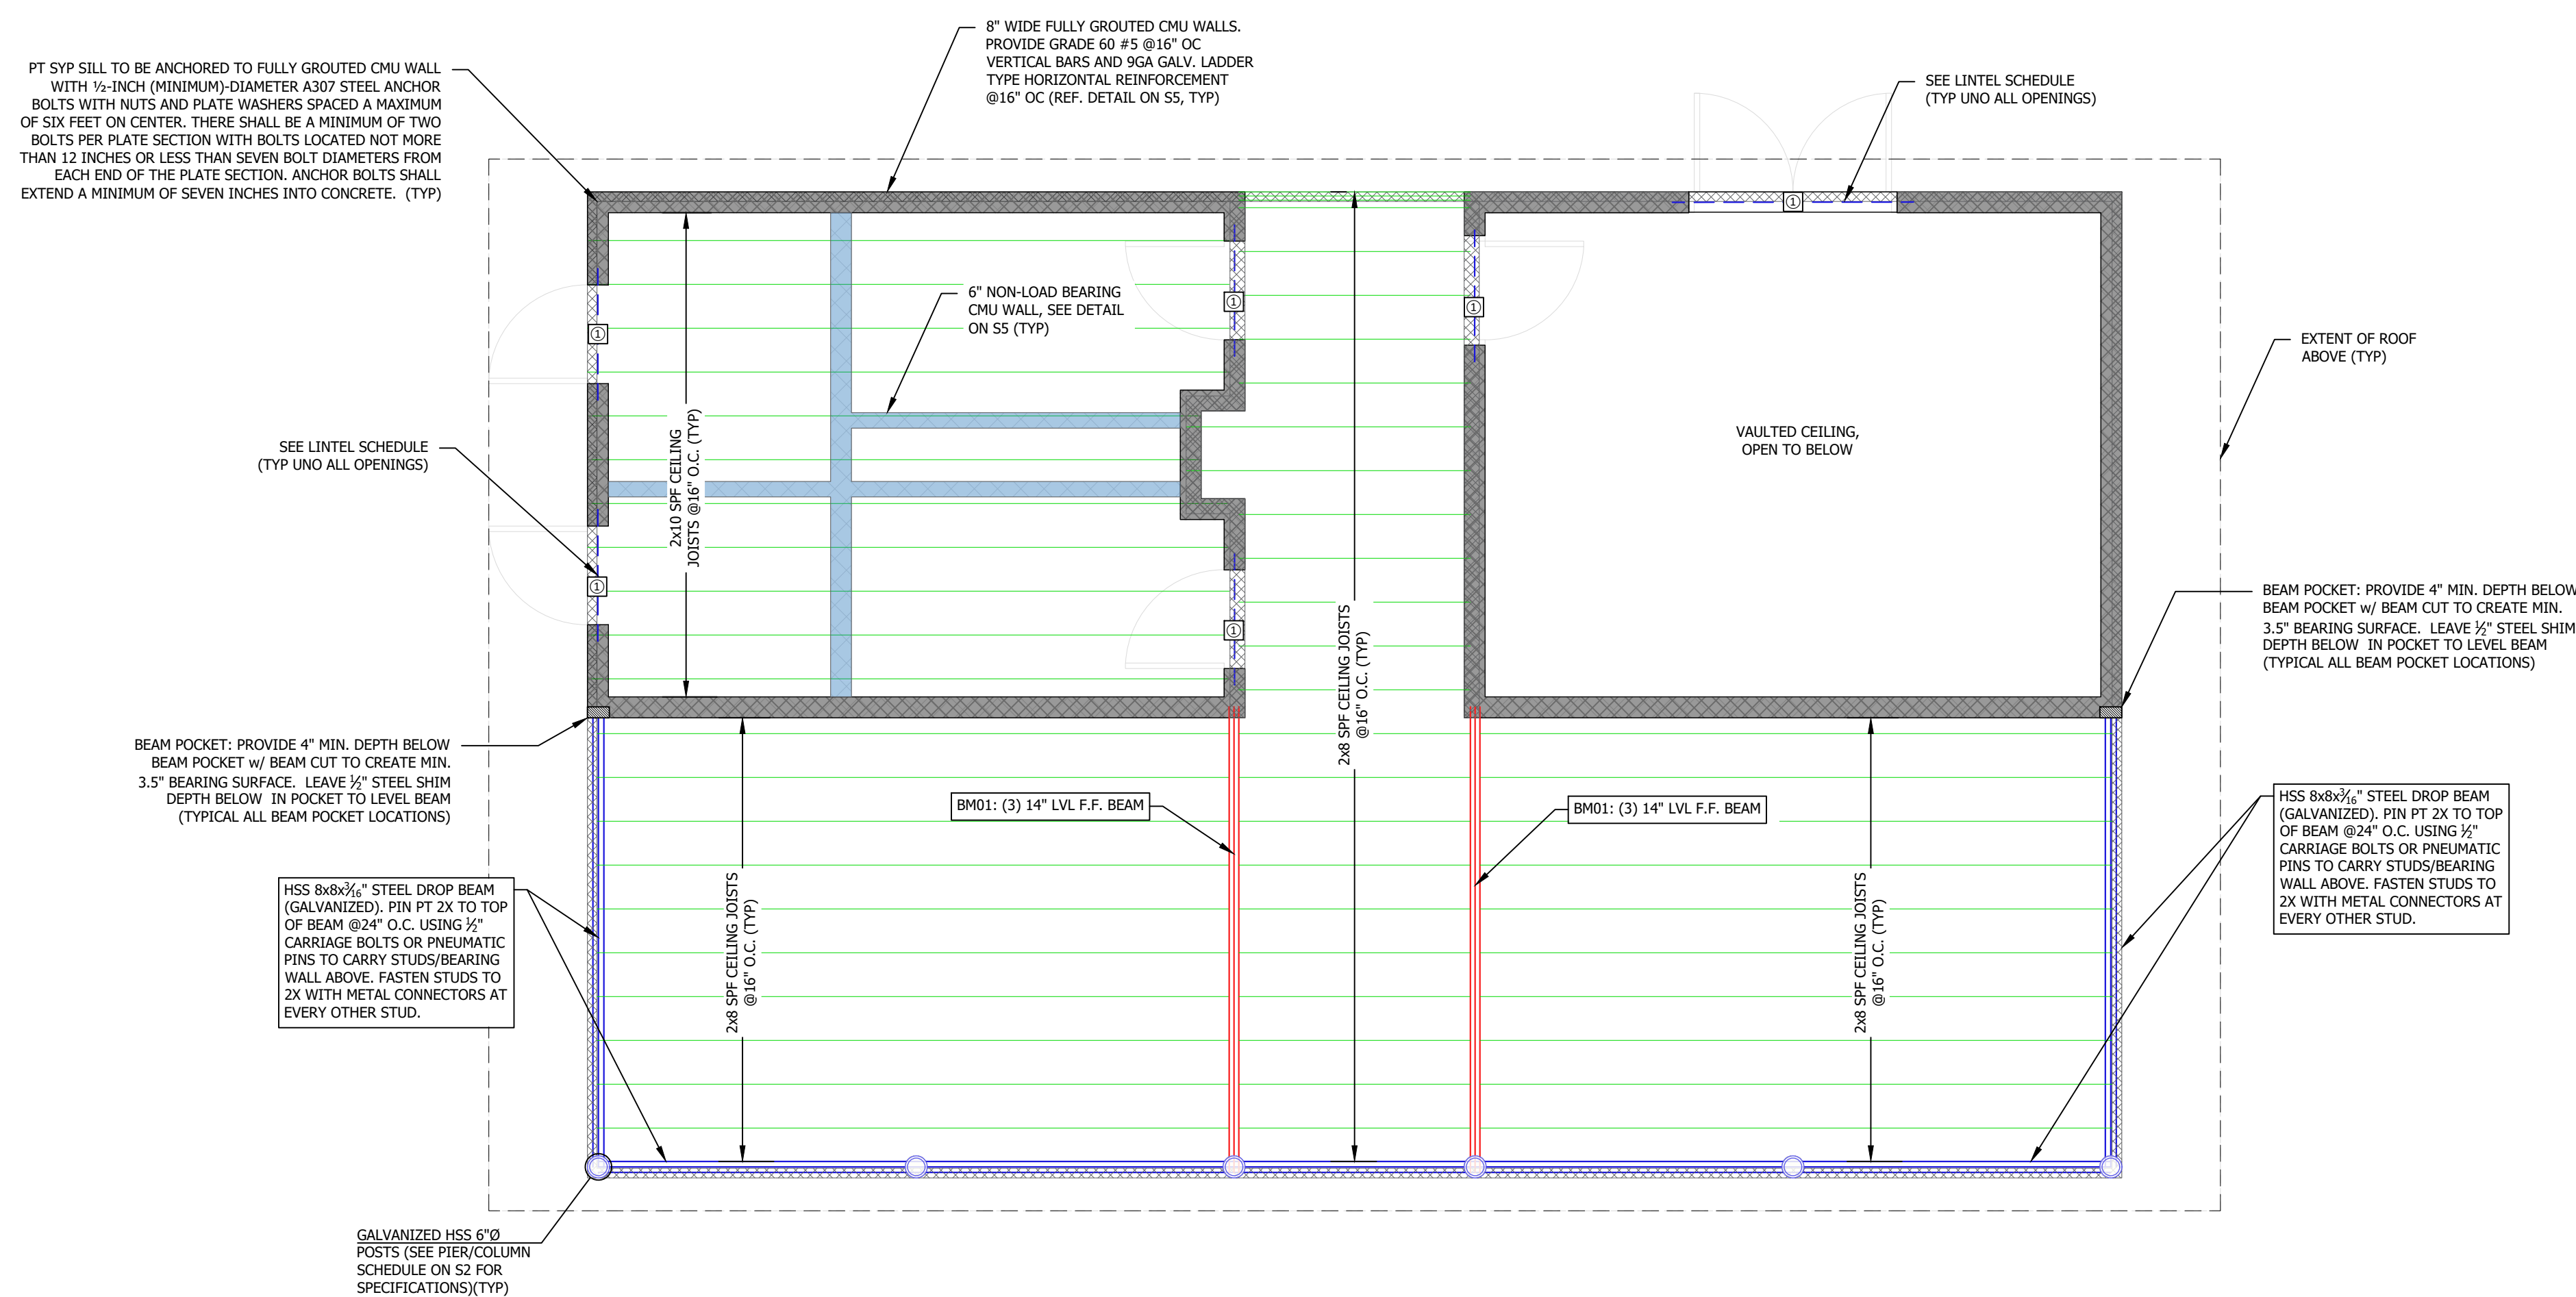 8" WIDE FULLY GROUTED CMU WALLS.
PROVIDE GRADE 60 #5 @16" OC
VERTICAL BARS AND 9GA GALV. LADDER
TYPE HORIZONTAL REINFORCEMENT
@16" OC (REF. DETAIL ON S5, TYP)
PT SYP SILL TO BE ANCHORED TO FULLY GROUTED CMU WALL
WITH ½-INCH (MINIMUM)-DIAMETER A307 STEEL ANCHOR
BOLTS WITH NUTS AND PLATE WASHERS SPACED A MAXIMUM
OF SIX FEET ON CENTER. THERE SHALL BE A MINIMUM OF TWO
BOLTS PER PLATE SECTION WITH BOLTS LOCATED NOT MORE
THAN 12 INCHES OR LESS THAN SEVEN BOLT DIAMETERS FROM
EACH END OF THE PLATE SECTION. ANCHOR BOLTS SHALL
EXTEND A MINIMUM OF SEVEN INCHES INTO CONCRETE. (TYP)
SEE LINTEL SCHEDULE
(TYP UNO ALL OPENINGS)
①
6" NON-LOAD BEARING
CMU WALL, SEE DETAIL
ON S5 (TYP)
①
①
①
EXTENT OF ROOF
ABOVE (TYP)
SEE LINTEL SCHEDULE
(TYP UNO ALL OPENINGS)
2x10 SPF CEILING
JOISTS @16" O.C. (TYP)
VAULTED CEILING,
OPEN TO BELOW
①
①
2x8 SPF CEILING JOISTS
@16" O.C. (TYP)
BEAM POCKET: PROVIDE 4" MIN. DEPTH BELOW
BEAM POCKET w/ BEAM CUT TO CREATE MIN.
3.5" BEARING SURFACE. LEAVE ½" STEEL SHIM
DEPTH BELOW IN POCKET TO LEVEL BEAM
(TYPICAL ALL BEAM POCKET LOCATIONS)
BEAM POCKET: PROVIDE 4" MIN. DEPTH BELOW
BEAM POCKET w/ BEAM CUT TO CREATE MIN.
3.5" BEARING SURFACE. LEAVE ½" STEEL SHIM
DEPTH BELOW IN POCKET TO LEVEL BEAM
(TYPICAL ALL BEAM POCKET LOCATIONS)
BM01: (3) 14" LVL F.F. BEAM
BM01: (3) 14" LVL F.F. BEAM
HSS 8x8x3⁄16" STEEL DROP BEAM
(GALVANIZED). PIN PT 2X TO TOP
OF BEAM @24" O.C. USING ½"
CARRIAGE BOLTS OR PNEUMATIC
PINS TO CARRY STUDS/BEARING
WALL ABOVE. FASTEN STUDS TO
2X WITH METAL CONNECTORS AT
EVERY OTHER STUD.
HSS 8x8x3⁄16" STEEL DROP BEAM
(GALVANIZED). PIN PT 2X TO TOP
OF BEAM @24" O.C. USING ½"
CARRIAGE BOLTS OR PNEUMATIC
PINS TO CARRY STUDS/BEARING
WALL ABOVE. FASTEN STUDS TO
2X WITH METAL CONNECTORS AT
EVERY OTHER STUD.
2x8 SPF CEILING JOISTS
@16" O.C. (TYP)
2x8 SPF CEILING JOISTS
@16" O.C. (TYP)
GALVANIZED HSS 6"Ø
POSTS (SEE PIER/COLUMN
SCHEDULE ON S2 FOR
SPECIFICATIONS)(TYP)